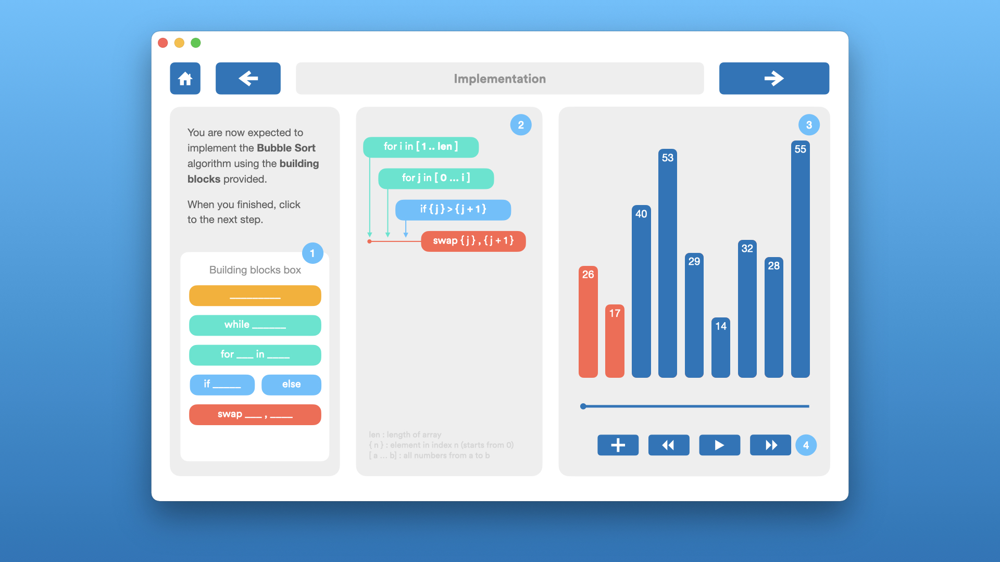 Implementation
You are now expected to
implement the Bubble Sort
algorithm using the building
blocks provided.
When you finished, click
to the next step.
1
Building blocks box
_________
while ______
for ___ in ____
if _____
else
swap ___ , ____
2
for i in [ 1 .. len ]
for j in [ 0 ... i ]
if { j } > { j + 1 }
swap { j } , { j + 1 }
len : length of array
{ n } : element in index n (starts from 0)
[ a ... b] : all numbers from a to b
3
26
17
40
53
29
14
32
28
55
4